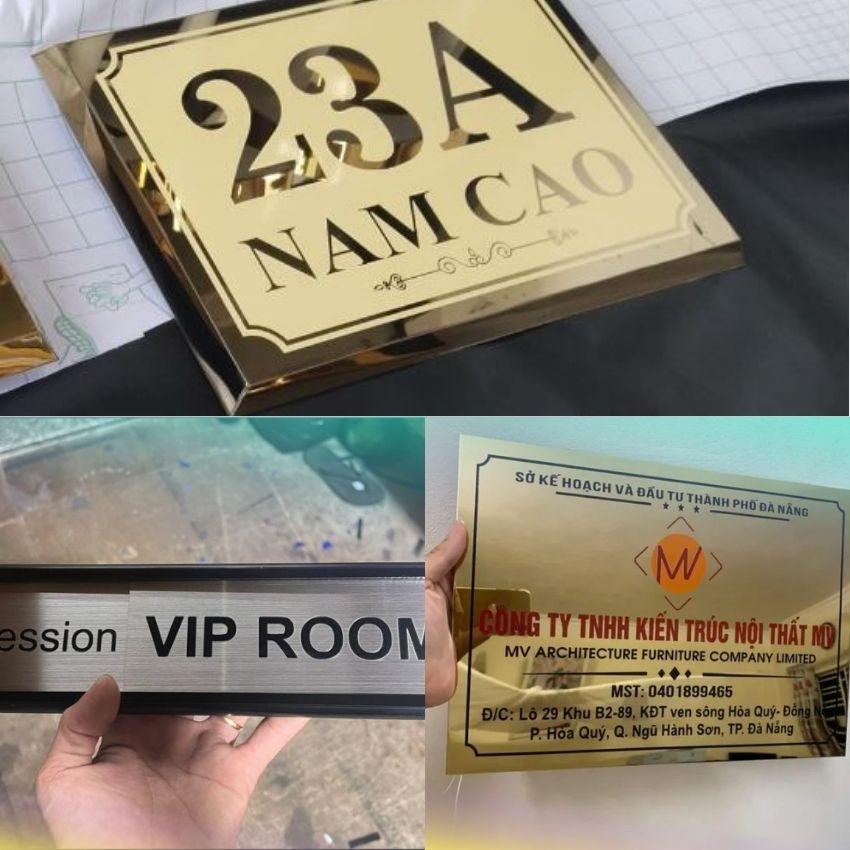 23A
NAM CAO
ession
VIP ROOM
SỞ KẾ HOẠCH VÀ ĐẦU TƯ THÀNH PHỐ ĐÀ NẴNG
MV
CÔNG TY TNHH KIẾN TRÚC NỘI THẤT MV
MV ARCHITECTURE FURNITURE COMPANY LIMITED
MST: 0401899465
Đ/C: Lô 29 Khu B2-89, KĐT ven sông Hòa Quý- Đồng
P. Hòa Quý, Q. Ngũ Hành Sơn, TP. Đà Nẵng